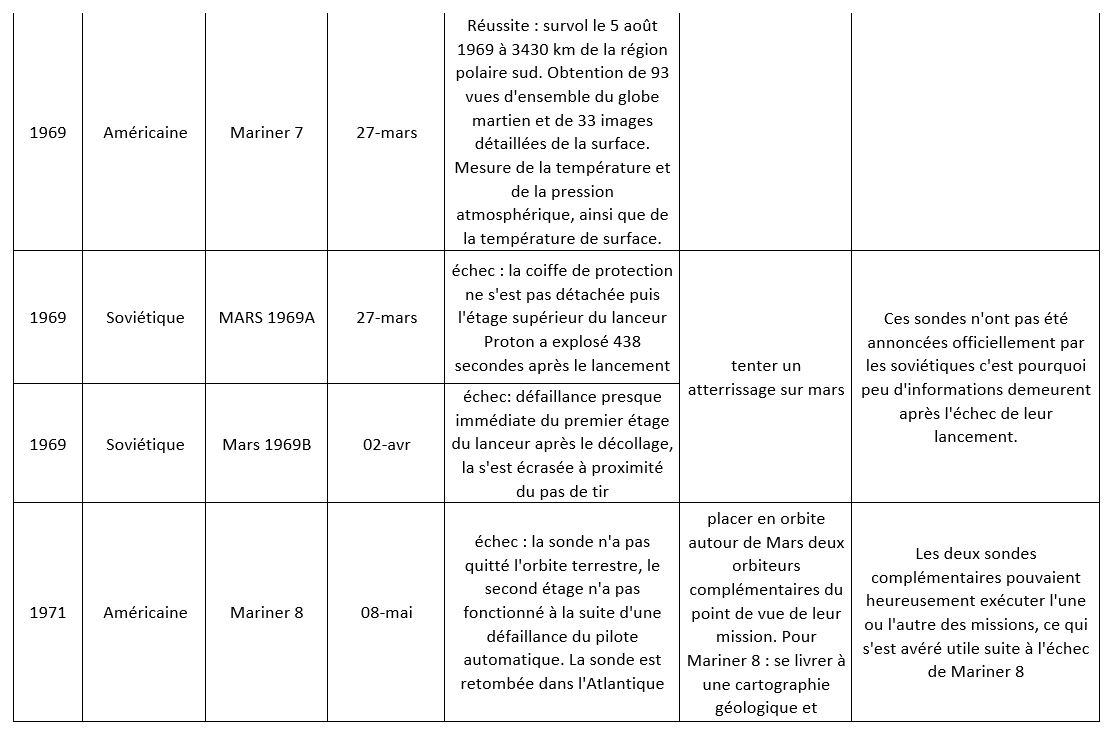 1969
Américaine
Mariner 7
27-mars
Réussite : survol le 5 août
1969 à 3430 km de la région
polaire sud. Obtention de 93
vues d'ensemble du globe
martien et de 33 images
détaillées de la surface.
Mesure de la température et
de la pression
atmosphérique, ainsi que de
la température de surface.
1969
Soviétique
MARS 1969A
27-mars
échec : la coiffe de protection
ne s'est pas détachée puis
l'étage supérieur du lanceur
Proton a explosé 438
secondes après le lancement
tenter un
atterrissage sur mars
Ces sondes n'ont pas été
annoncées officiellement par
les soviétiques c'est pourquoi
peu d'informations demeurent
après l'échec de leur
lancement.
1969
Soviétique
Mars 1969B
02-avr
échec: défaillance presque
immédiate du premier étage
du lanceur après le décollage,
la s'est écrasée à proximité
du pas de tir
1971
Américaine
Mariner 8
08-mai
échec : la sonde n'a pas
quitté l'orbite terrestre, le
second étage n'a pas
fonctionné à la suite d'une
défaillance du pilote
automatique. La sonde est
retombée dans l'Atlantique
placer en orbite
autour de Mars deux
orbiteurs
complémentaires du
point de vue de leur
mission. Pour
Mariner 8 : se livrer à
une cartographie
géologique et
Les deux sondes
complémentaires pouvaient
heureusement exécuter l'une
ou l'autre des missions, ce qui
s'est avéré utile suite à l'échec
de Mariner 8